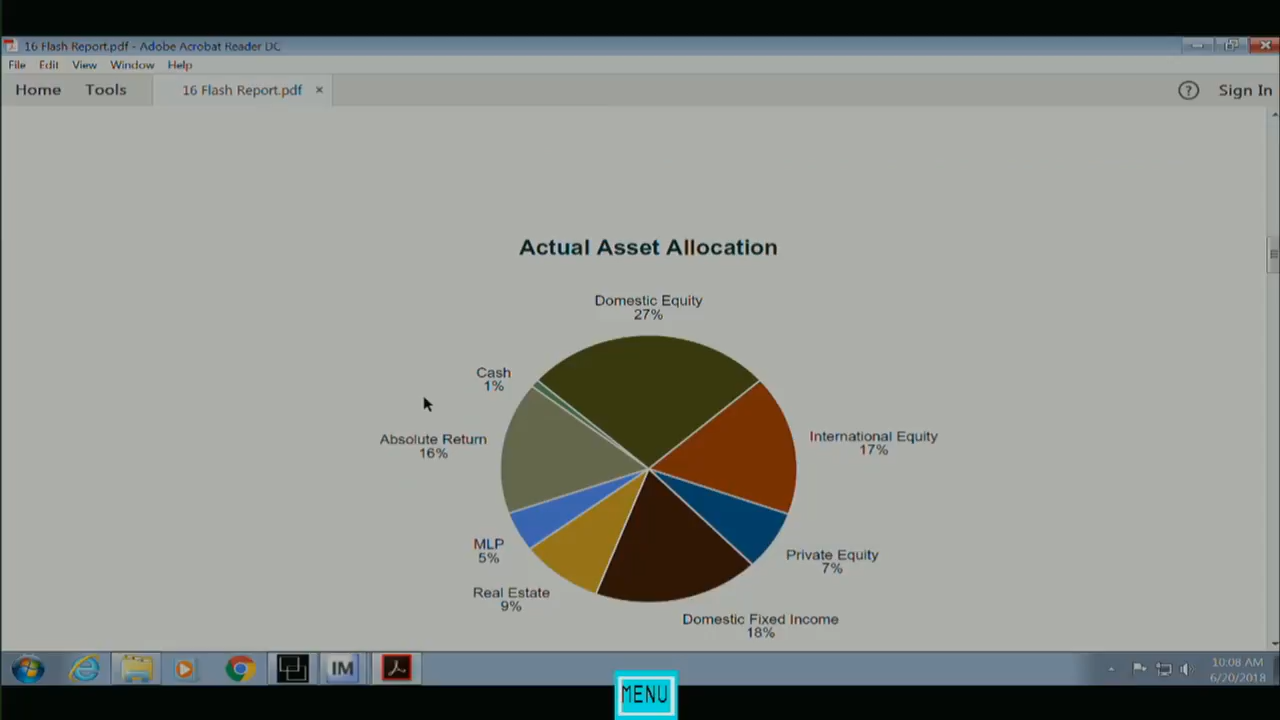 16 Flash Report.pdf - Adobe Acrobat Reader DC
File Edit View Window Help
Home Tools 16 Flash Report.pdf × ? Sign In
Actual Asset Allocation
Domestic Equity
27%
Cash
1%
International Equity
17%
Absolute Return
16%
MLP
5%
Private Equity
7%
Real Estate
9%
Domestic Fixed Income
18%
IM
10:08 AM
6/20/2018
MENU